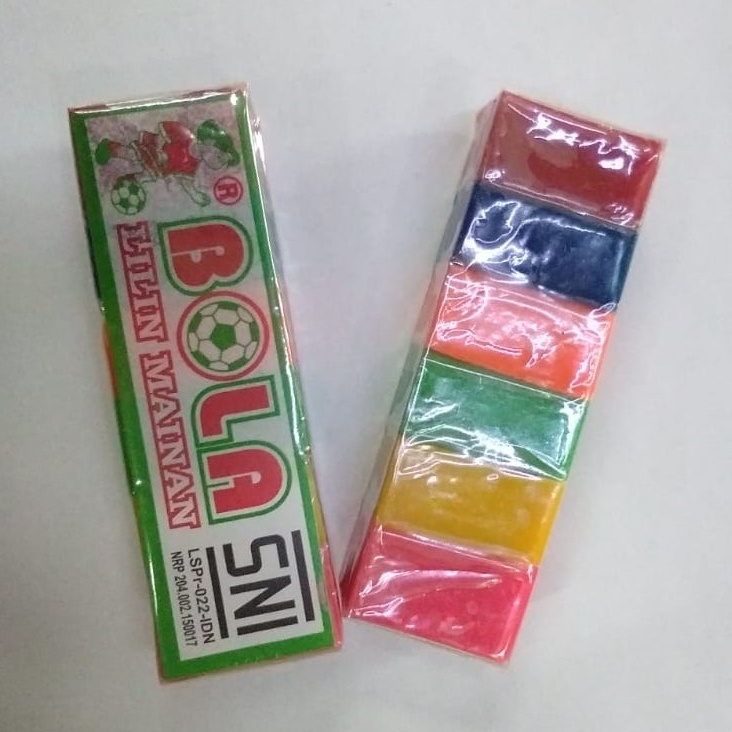 ®
BOLA
LILIN MAINAN
SNI
LSPr-022-IDN
NRP 204.002.150017